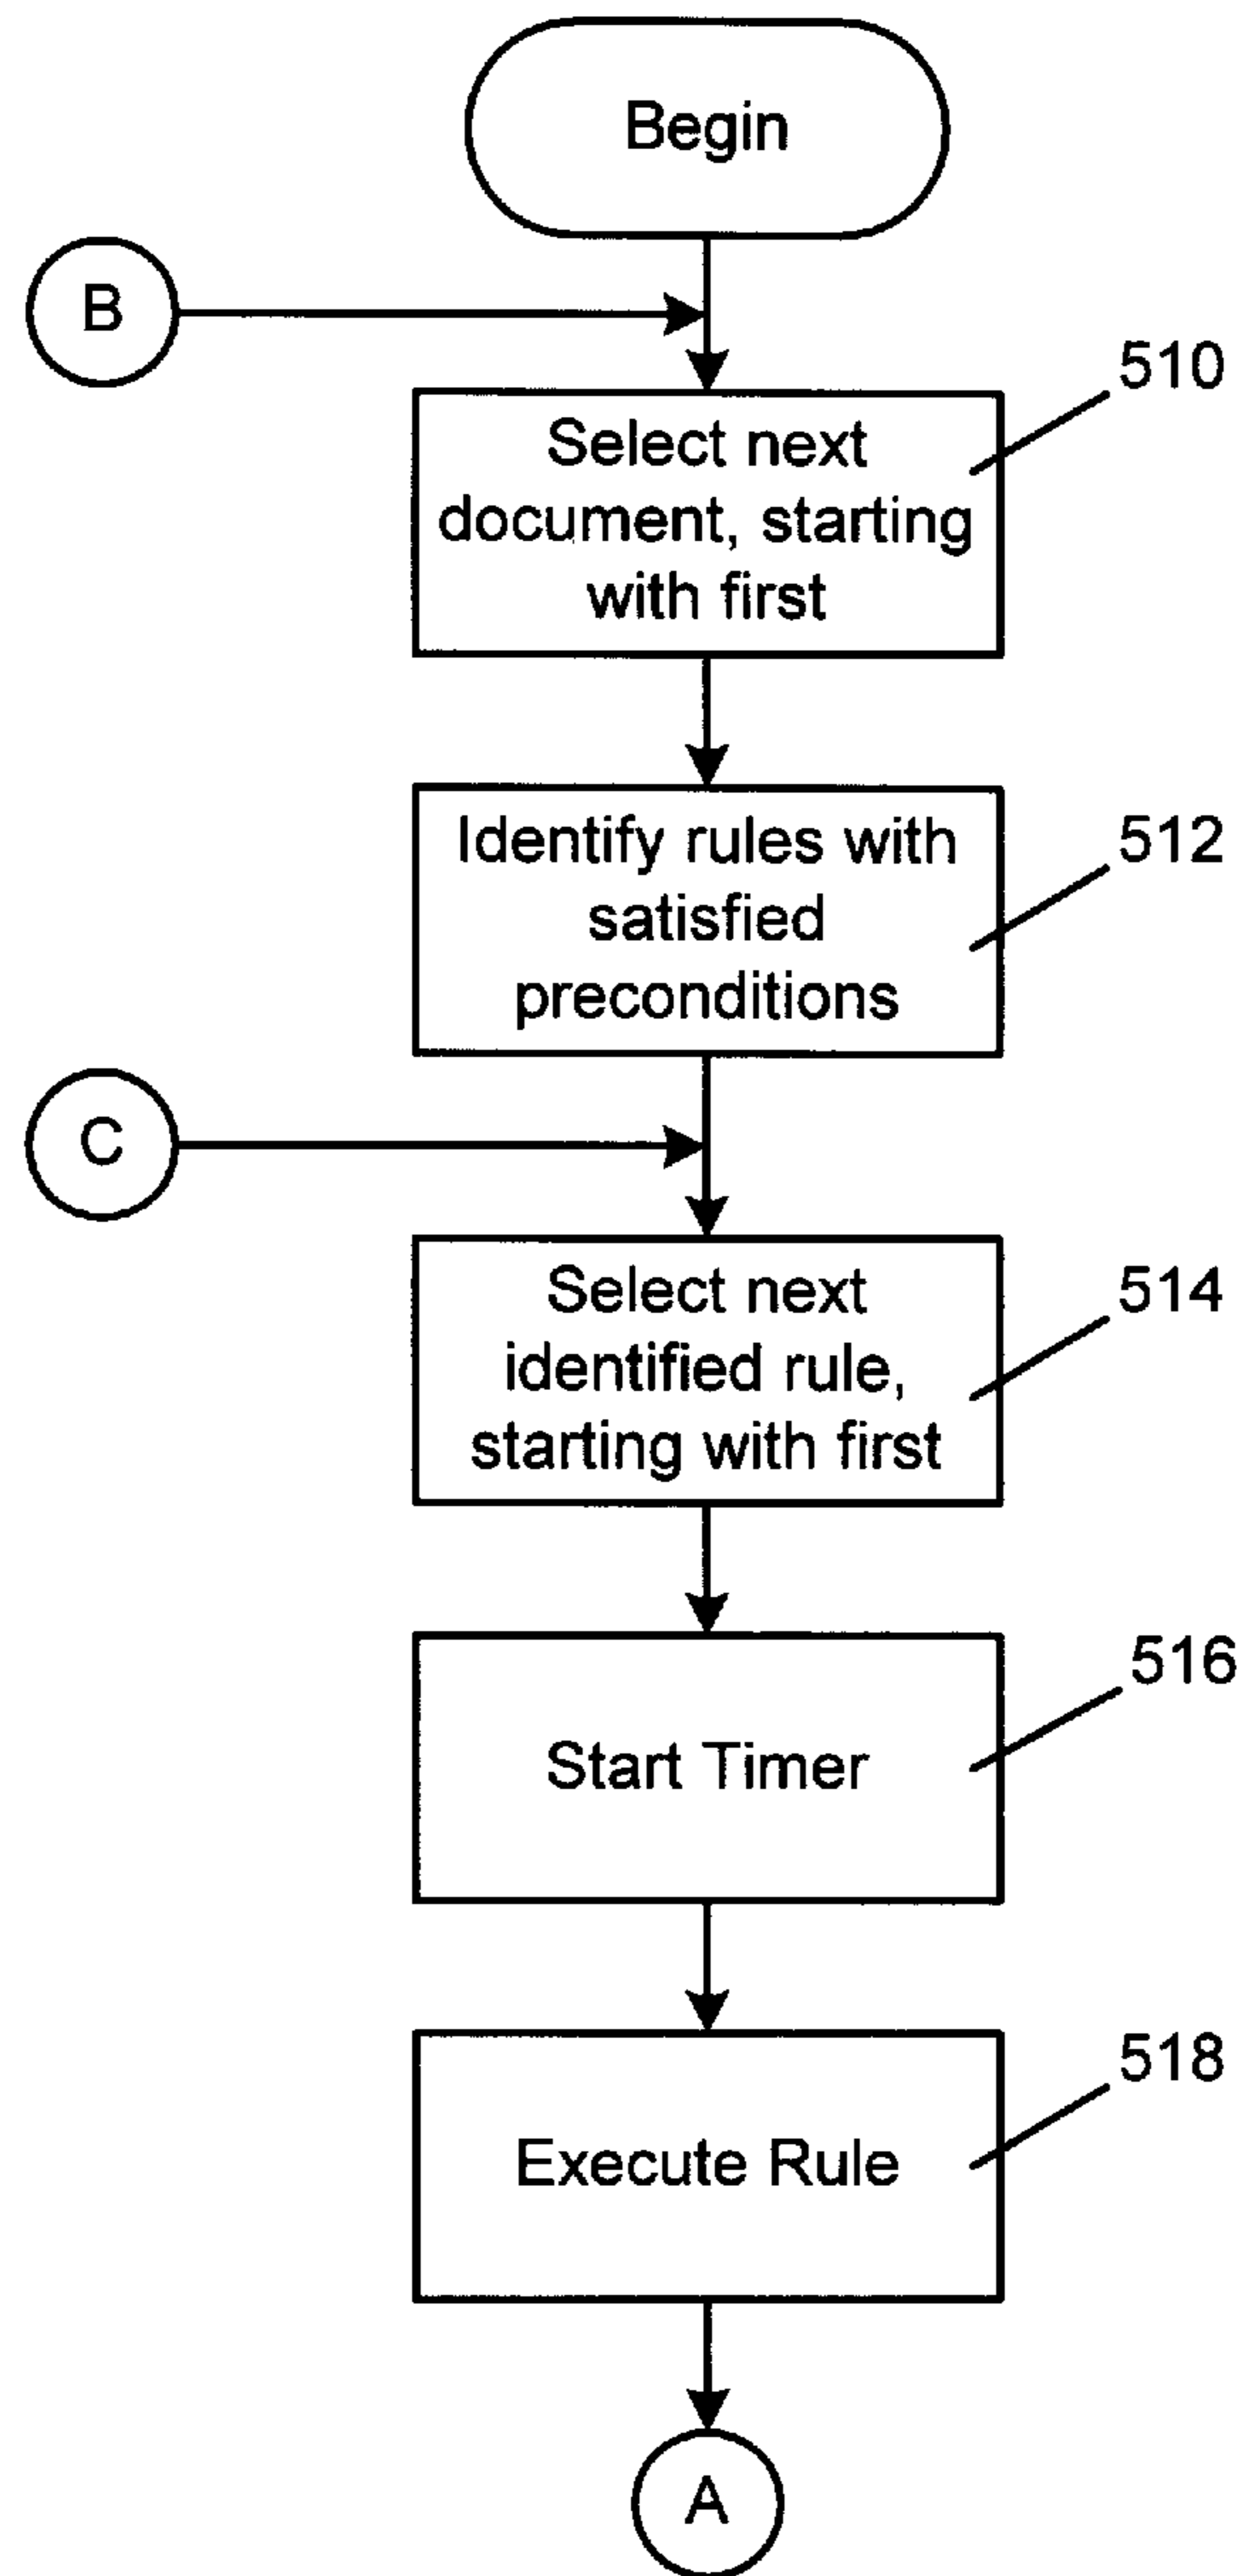 Begin
B
510
Select next
document, starting
with first
512
Identify rules with
satisfied
preconditions
C
514
Select next
identified rule,
starting with first
516
Start Timer
518
Execute Rule
A